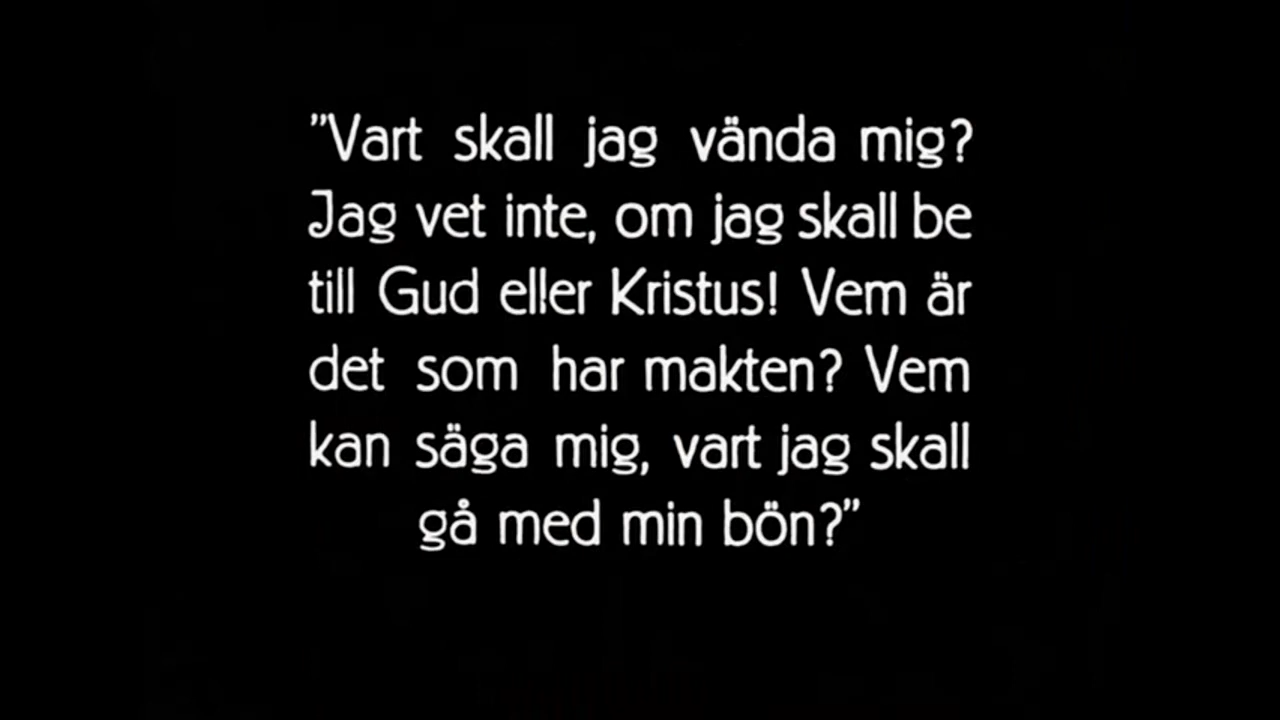 ”Vart skall jag vända mig?
Jag vet inte, om jag skall be
till Gud eller Kristus! Vem är
det som har makten? Vem
kan säga mig, vart jag skall
gå med min bön?”